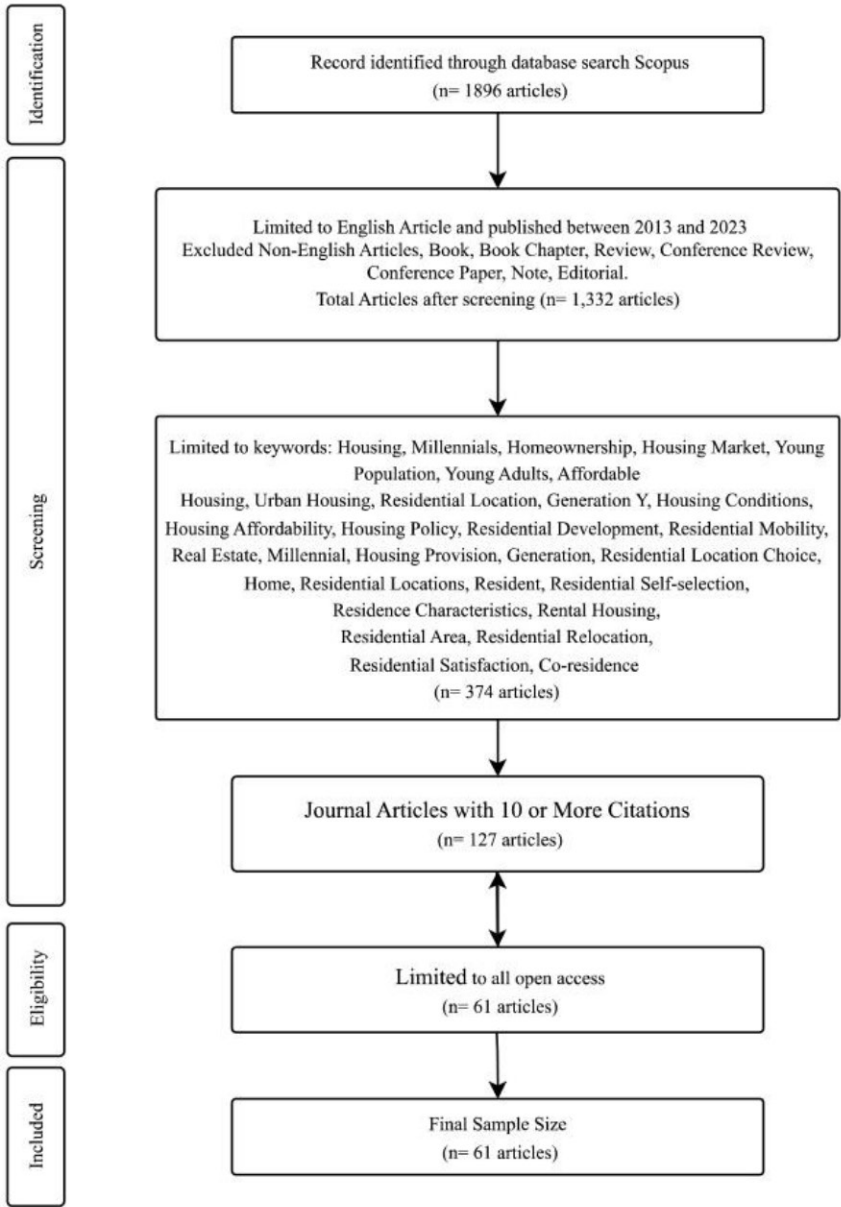 Identification
Record identified through database search Scopus
(n= 1896 articles)
Screening
Limited to English Article and published between 2013 and 2023
Excluded Non-English Articles, Book, Book Chapter, Review, Conference Review,
Conference Paper, Note, Editorial.
Total Articles after screening (n= 1,332 articles)
Limited to keywords: Housing, Millennials, Homeownership, Housing Market, Young
Population, Young Adults, Affordable
Housing, Urban Housing, Residential Location, Generation Y, Housing Conditions,
Housing Affordability, Housing Policy, Residential Development, Residential Mobility,
Real Estate, Millennial, Housing Provision, Generation, Residential Location Choice,
Home, Residential Locations, Resident, Residential Self-selection,
Residence Characteristics, Rental Housing,
Residential Area, Residential Relocation,
Residential Satisfaction, Co-residence
(n= 374 articles)
Journal Articles with 10 or More Citations
(n= 127 articles)
Eligibility
Limited to all open access
(n= 61 articles)
Included
Final Sample Size
(n= 61 articles)